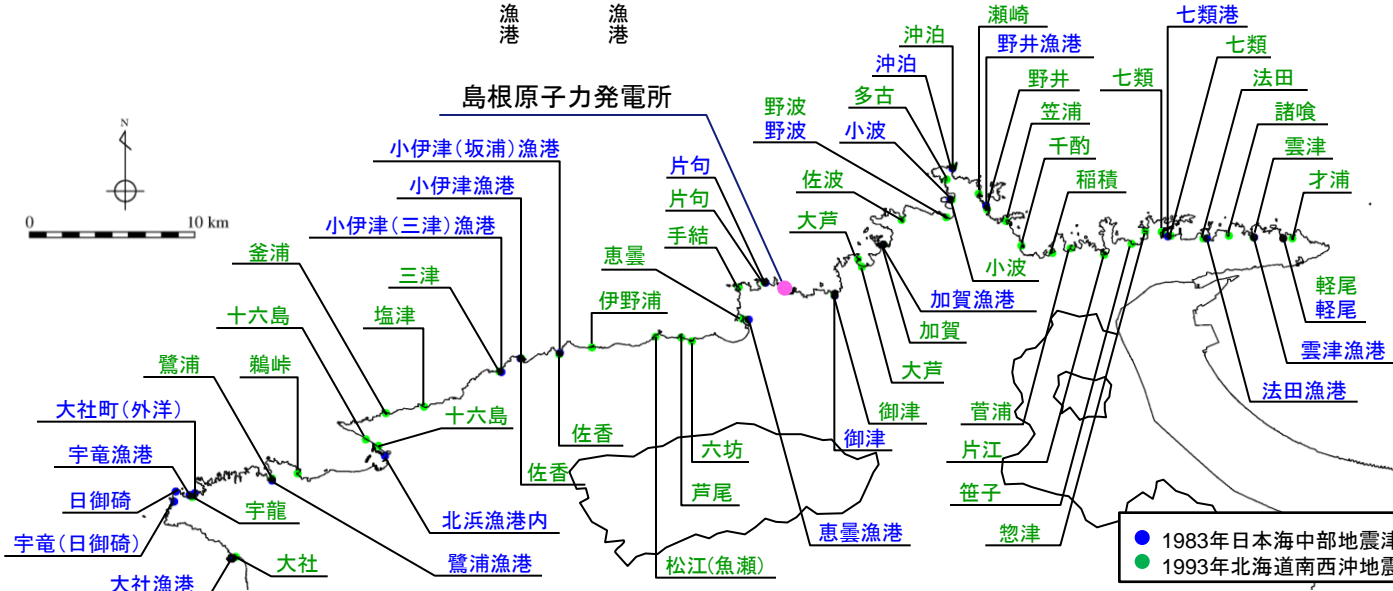 漁港
漁港
瀬崎
七類港
沖泊
野井漁港
七類
沖泊
野井
七類
法田
島根原子力発電所
多古
野波
笠浦
諸喰
野波
小波
千酌
雲津
小伊津(坂浦)漁港
片句
佐波
稲積
才浦
小伊津漁港
片句
大芦
小伊津(三津)漁港
手結
N
0
10 km
釜浦
三津
恵曇
小波
軽尾
十六島
塩津
伊野浦
加賀漁港
軽尾
加賀
鷺浦
鵜峠
大芦
雲津漁港
法田漁港
大社町(外洋)
十六島
佐香
六坊
御津
御津
菅浦
宇竜漁港
佐香
片江
日御碕
宇龍
芦尾
笹子
北浜漁港内
恵曇漁港
惣津
宇竜(日御碕)
大社
鷺浦漁港
松江(魚瀬)
大社漁港
1983年日本海中部地震津
1993年北海道南西沖地震